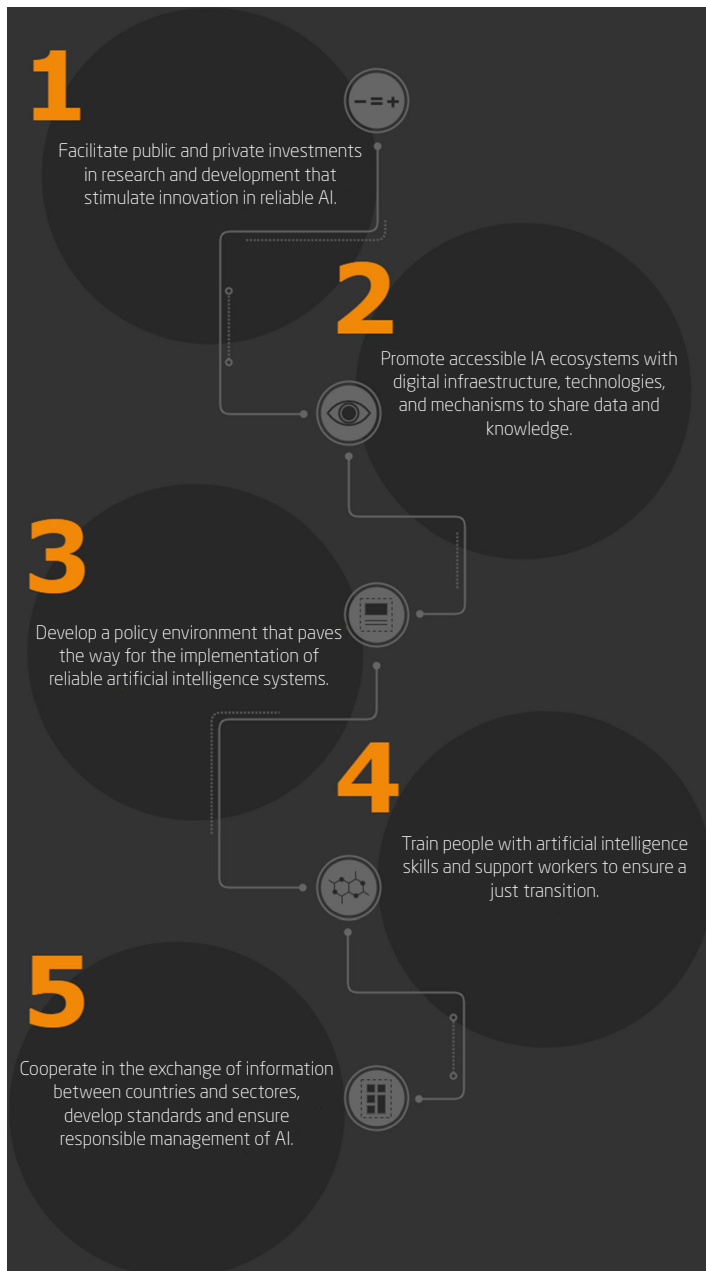 1
Facilitate public and private investments
in research and development that
stimulate innovation in reliable AI.
2
Promote accessible IA ecosystems with
digital infraestructure, technologies,
and mechanisms to share data and
knowledge.
3
Develop a policy environment that paves
the way for the implementation of
reliable artificial intelligence systems.
4
Train people with artificial intelligence
skills and support workers to ensure a
just transition.
5
Cooperate in the exchange of information
between countries and sectores,
develop standards and ensure
responsible management of AI.